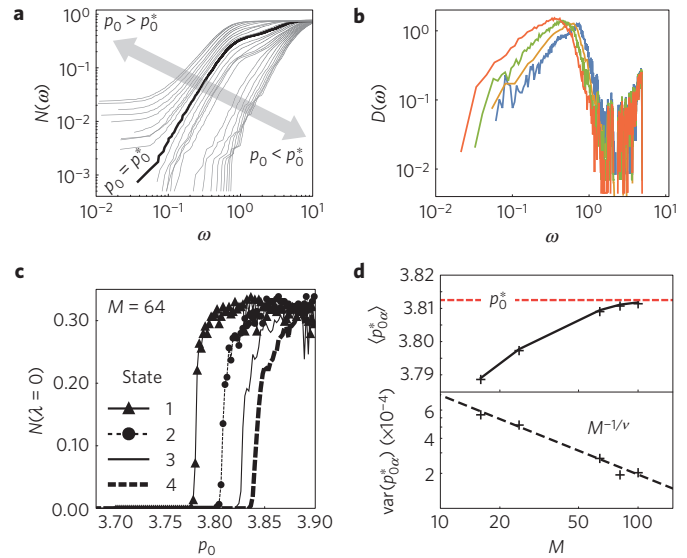 a
p₀ > p₀*
p₀ = p₀*
p₀ < p₀*
N(ω)
10⁰
10⁻¹
10⁻²
10⁻³
10⁻² 10⁻¹ 10⁰ 10¹
ω
b
D(ω)
10⁰
10⁻¹
10⁻²
10⁻² 10⁻¹ 10⁰ 10¹
ω
c
M = 64
State
1
2
3
4
N(λ = 0)
0.30
0.20
0.10
0.00
3.70 3.75 3.80 3.85 3.90
p₀
d
p₀*
⟨p*₀α⟩
3.82
3.81
3.80
3.79
M⁻¹/ᵛ
var(p*₀α) (×10⁻⁴)
6
4
2
10 20 50 100
M